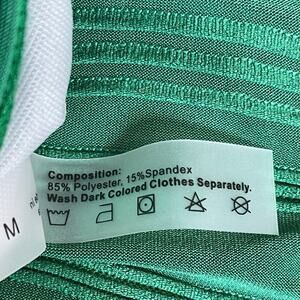 Composition:
85% Polyester, 15%Spandex
Wash Dark Colored Clothes Separately.
M